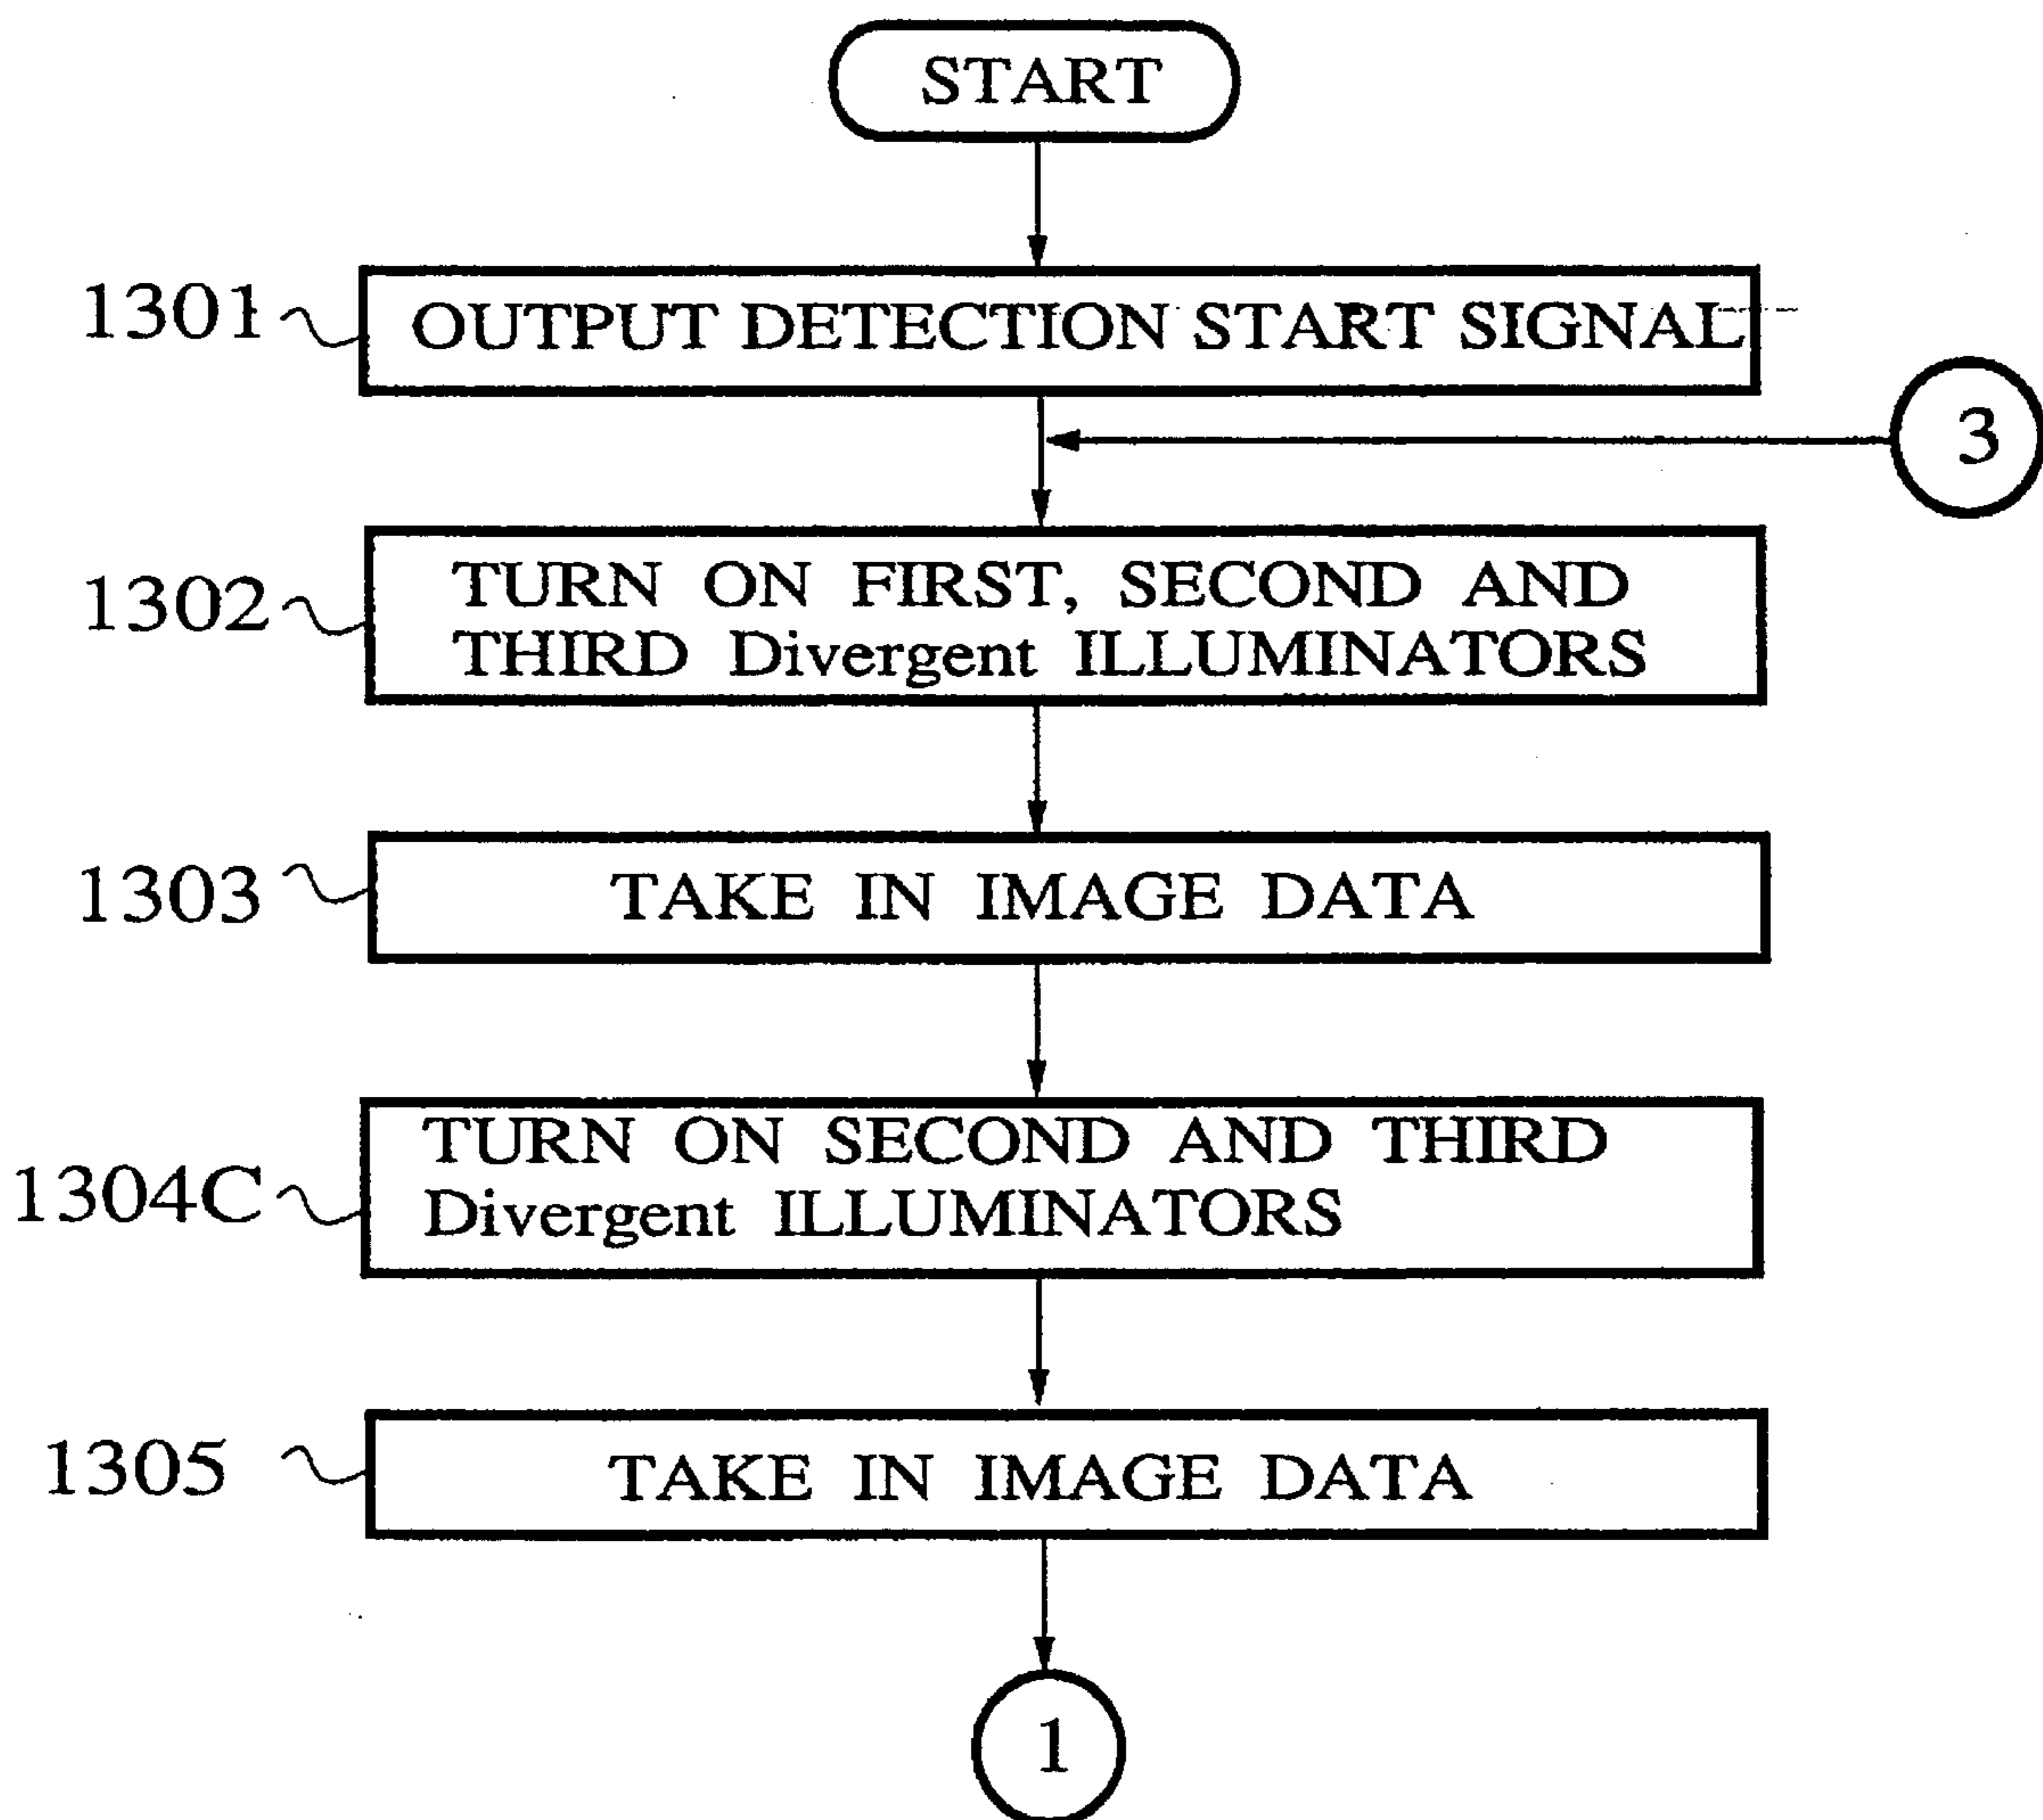 START
1301
OUTPUT DETECTION START SIGNAL
3
1302
TURN ON FIRST, SECOND AND
THIRD Divergent ILLUMINATORS
1303
TAKE IN IMAGE DATA
1304C
TURN ON SECOND AND THIRD
Divergent ILLUMINATORS
1305
TAKE IN IMAGE DATA
1